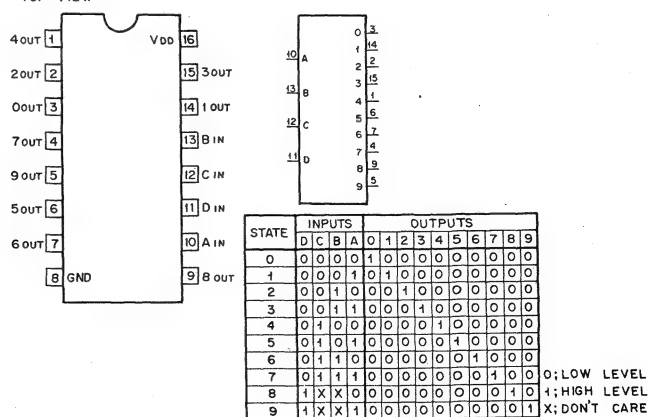 4OUT 1 VDD 16
2OUT 2 15 3OUT
0OUT 3 14 1OUT
7OUT 4 13 B IN
9OUT 5 12 C IN
5OUT 6 11 D IN
6OUT 7 10 A IN
8 GND 9 8 OUT
0 3
10 A 1 14
2 2
3 15
13 B 4 1
5 6
12 C 6 7
7 4
11 D 8 9
9 5
STATE INPUTS OUTPUTS
D C B A 0 1 2 3 4 5 6 7 8 9
0 0 0 0 0 1 0 0 0 0 0 0 0 0 0
1 0 0 0 1 0 1 0 0 0 0 0 0 0 0
2 0 0 1 0 0 0 1 0 0 0 0 0 0 0
3 0 0 1 1 0 0 0 1 0 0 0 0 0 0
4 0 1 0 0 0 0 0 0 1 0 0 0 0 0
5 0 1 0 1 0 0 0 0 0 1 0 0 0 0
6 0 1 1 0 0 0 0 0 0 0 1 0 0 0
7 0 1 1 1 0 0 0 0 0 0 0 1 0 0 0; LOW LEVEL
8 1 X X 0 0 0 0 0 0 0 0 0 1 0 1; HIGH LEVEL
9 1 X X 1 0 0 0 0 0 0 0 0 0 1 X; DON'T CARE